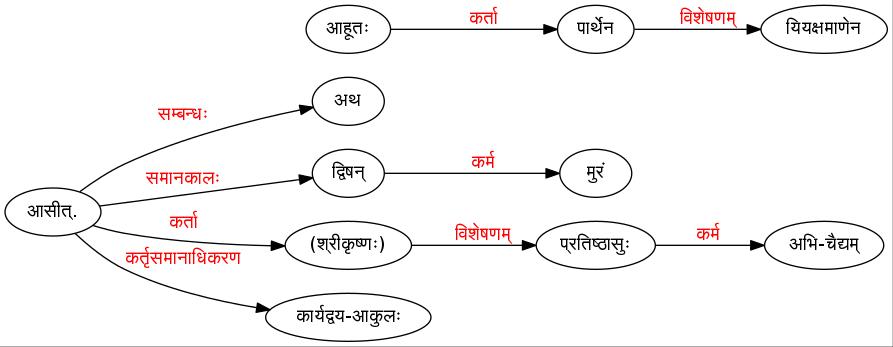 आहूतः कर्ता पार्थेन विशेषणम् यियक्षमाणेन
सम्बन्धः अथ
आसीत्. समानकालः द्विषन् कर्म मुरं
कर्ता (श्रीकृष्णः) विशेषणम् प्रतिष्ठासुः कर्म अभि-चैद्यम्
कर्तृसमानाधिकरण कार्यद्वय-आकुलः